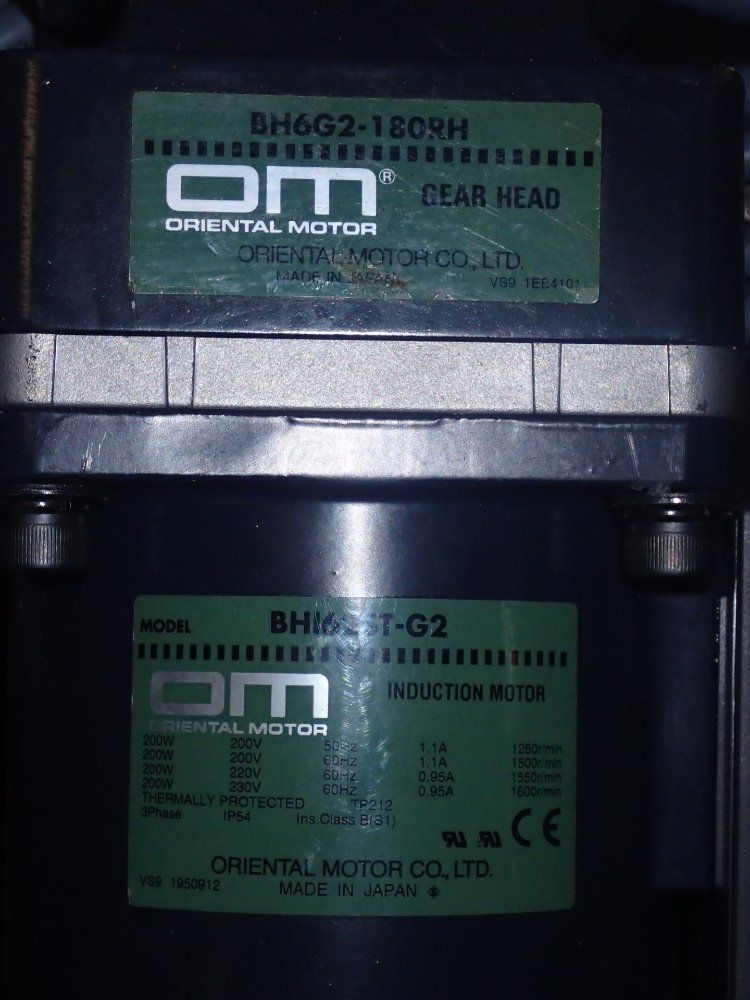 BH6G2-180RH
OM® GEAR HEAD
ORIENTAL MOTOR
ORIENTAL MOTOR CO., LTD.
MADE IN JAPAN VS9 1EB4101
MODEL BHI62ST-G2
OM INDUCTION MOTOR
ORIENTAL MOTOR
200W 200V 50Hz 1.1A 1250r/min
200W 200V 60Hz 1.1A 1500r/min
200W 220V 60Hz 0.95A 1550r/min
200W 230V 60Hz 0.95A 1600r/min
THERMALLY PROTECTED TP212
3Phase IP54 Ins.Class B(S1)
CE
ORIENTAL MOTOR CO., LTD.
VS9 1950912 MADE IN JAPAN